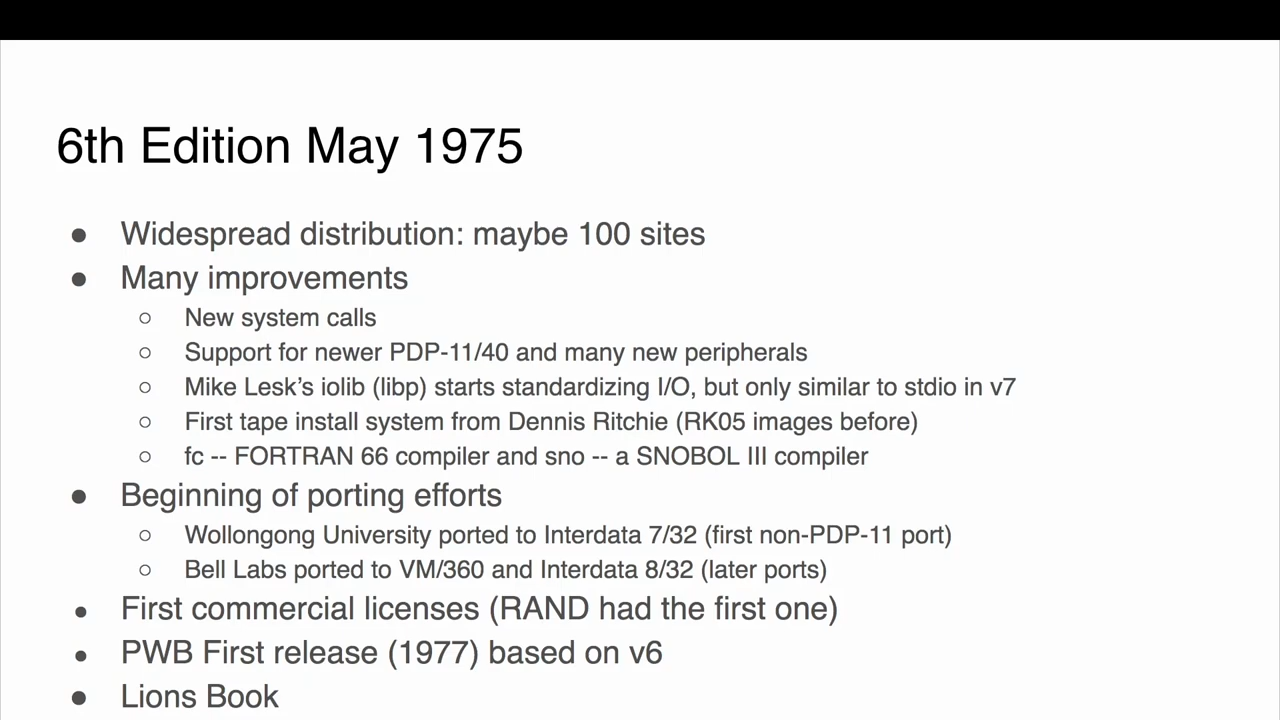 6th Edition May 1975
● Widespread distribution: maybe 100 sites
● Many improvements
○ New system calls
○ Support for newer PDP-11/40 and many new peripherals
○ Mike Lesk’s iolib (libp) starts standardizing I/O, but only similar to stdio in v7
○ First tape install system from Dennis Ritchie (RK05 images before)
○ fc -- FORTRAN 66 compiler and sno -- a SNOBOL III compiler
● Beginning of porting efforts
○ Wollongong University ported to Interdata 7/32 (first non-PDP-11 port)
○ Bell Labs ported to VM/360 and Interdata 8/32 (later ports)
● First commercial licenses (RAND had the first one)
● PWB First release (1977) based on v6
● Lions Book